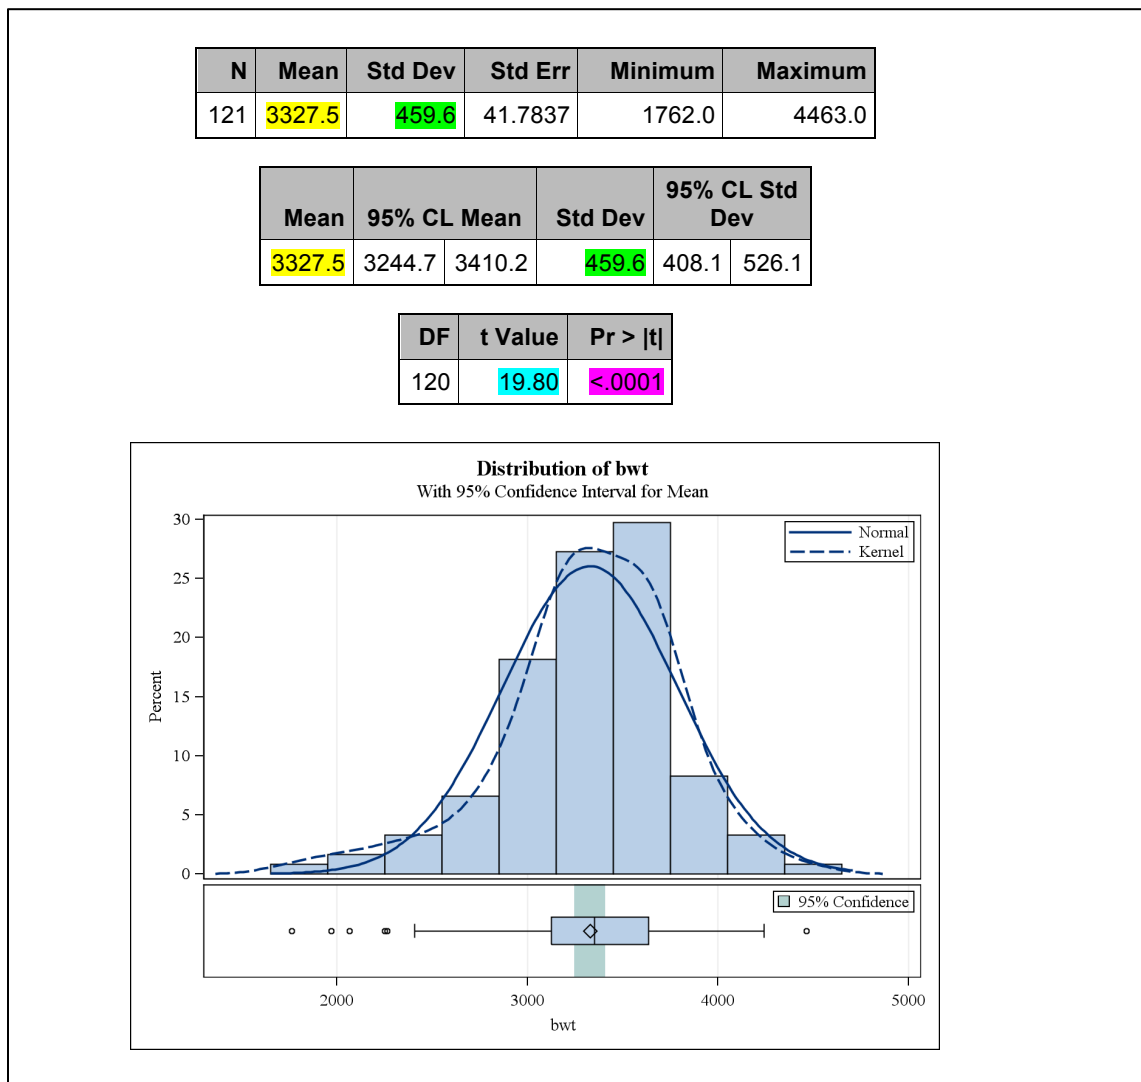 N Mean Std Dev Std Err Minimum Maximum
121 3327.5 459.6 41.7837 1762.0 4463.0
Mean 95% CL Mean Std Dev 95% CL Std Dev
3327.5 3244.7 3410.2 459.6 408.1 526.1
DF t Value Pr > |t|
120 19.80 <.0001
Distribution of bwt
With 95% Confidence Interval for Mean
30
25
20
15
10
5
0
Percent
Normal
Kernel
95% Confidence
2000 3000 4000 5000
bwt